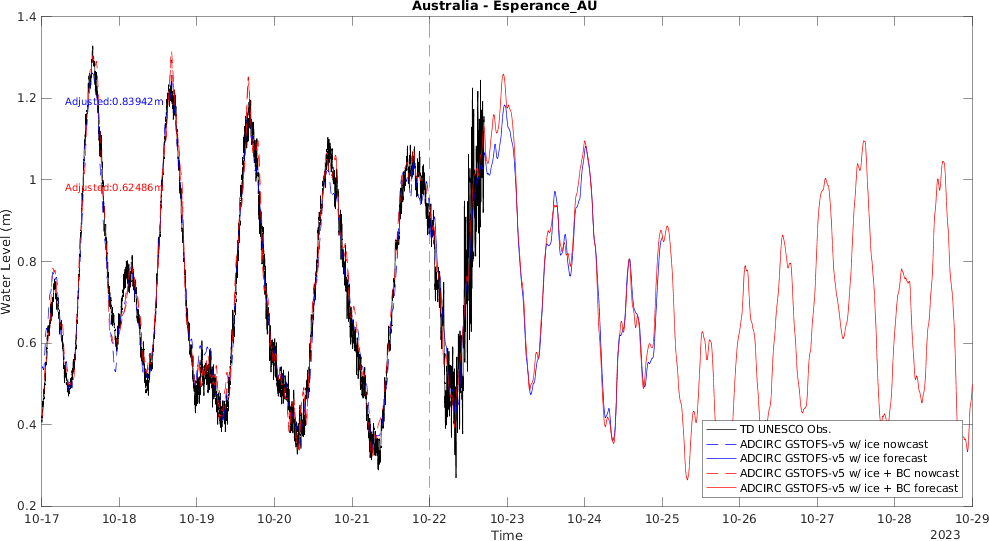 Australia - Esperance_AU
1.4
1.2
1
0.8
0.6
0.4
0.2
Water Level (m)
Adjusted:0.83942m
Adjusted:0.62486m
TD UNESCO Obs.
ADCIRC GSTOFS-v5 w/ ice nowcast
ADCIRC GSTOFS-v5 w/ ice forecast
ADCIRC GSTOFS-v5 w/ ice + BC nowcast
ADCIRC GSTOFS-v5 w/ ice + BC forecast
10-17 10-18 10-19 10-20 10-21 10-22 10-23 10-24 10-25 10-26 10-27 10-28 10-29
Time
2023